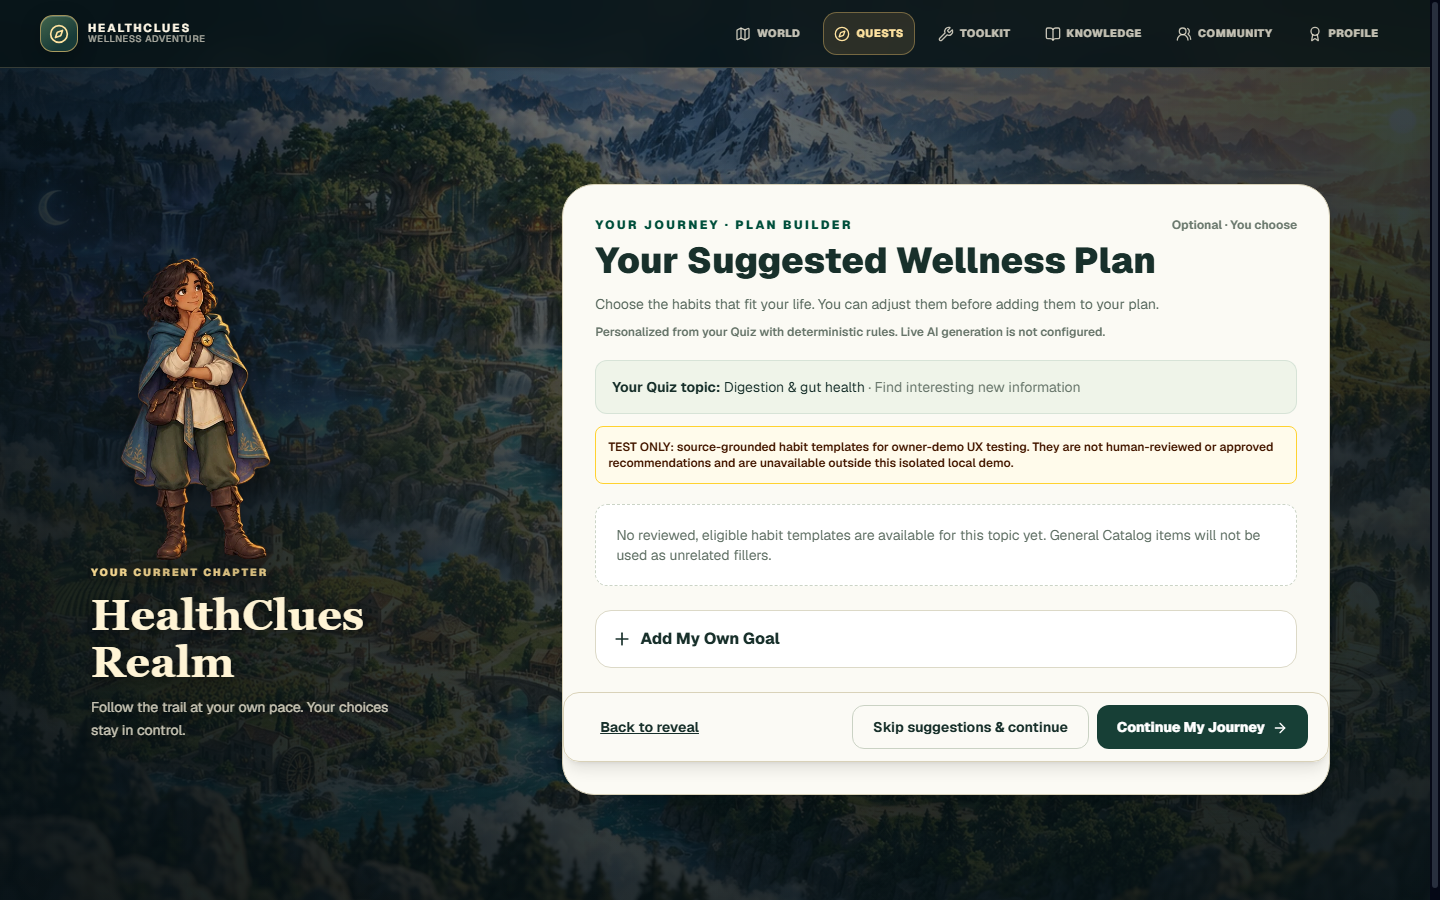 HEALTHCLUES
WELLNESS ADVENTURE
WORLD
QUESTS
TOOLKIT
KNOWLEDGE
COMMUNITY
PROFILE
YOUR CURRENT CHAPTER
HealthClues
Realm
Follow the trail at your own pace. Your choices
stay in control.
YOUR JOURNEY · PLAN BUILDER
Optional · You choose
Your Suggested Wellness Plan
Choose the habits that fit your life. You can adjust them before adding them to your plan.
Personalized from your Quiz with deterministic rules. Live AI generation is not configured.
Your Quiz topic: Digestion & gut health · Find interesting new information
TEST ONLY: source-grounded habit templates for owner-demo UX testing. They are not human-reviewed or approved
recommendations and are unavailable outside this isolated local demo.
No reviewed, eligible habit templates are available for this topic yet. General Catalog items will not be
used as unrelated fillers.
Add My Own Goal
Back to reveal
Skip suggestions & continue
Continue My Journey